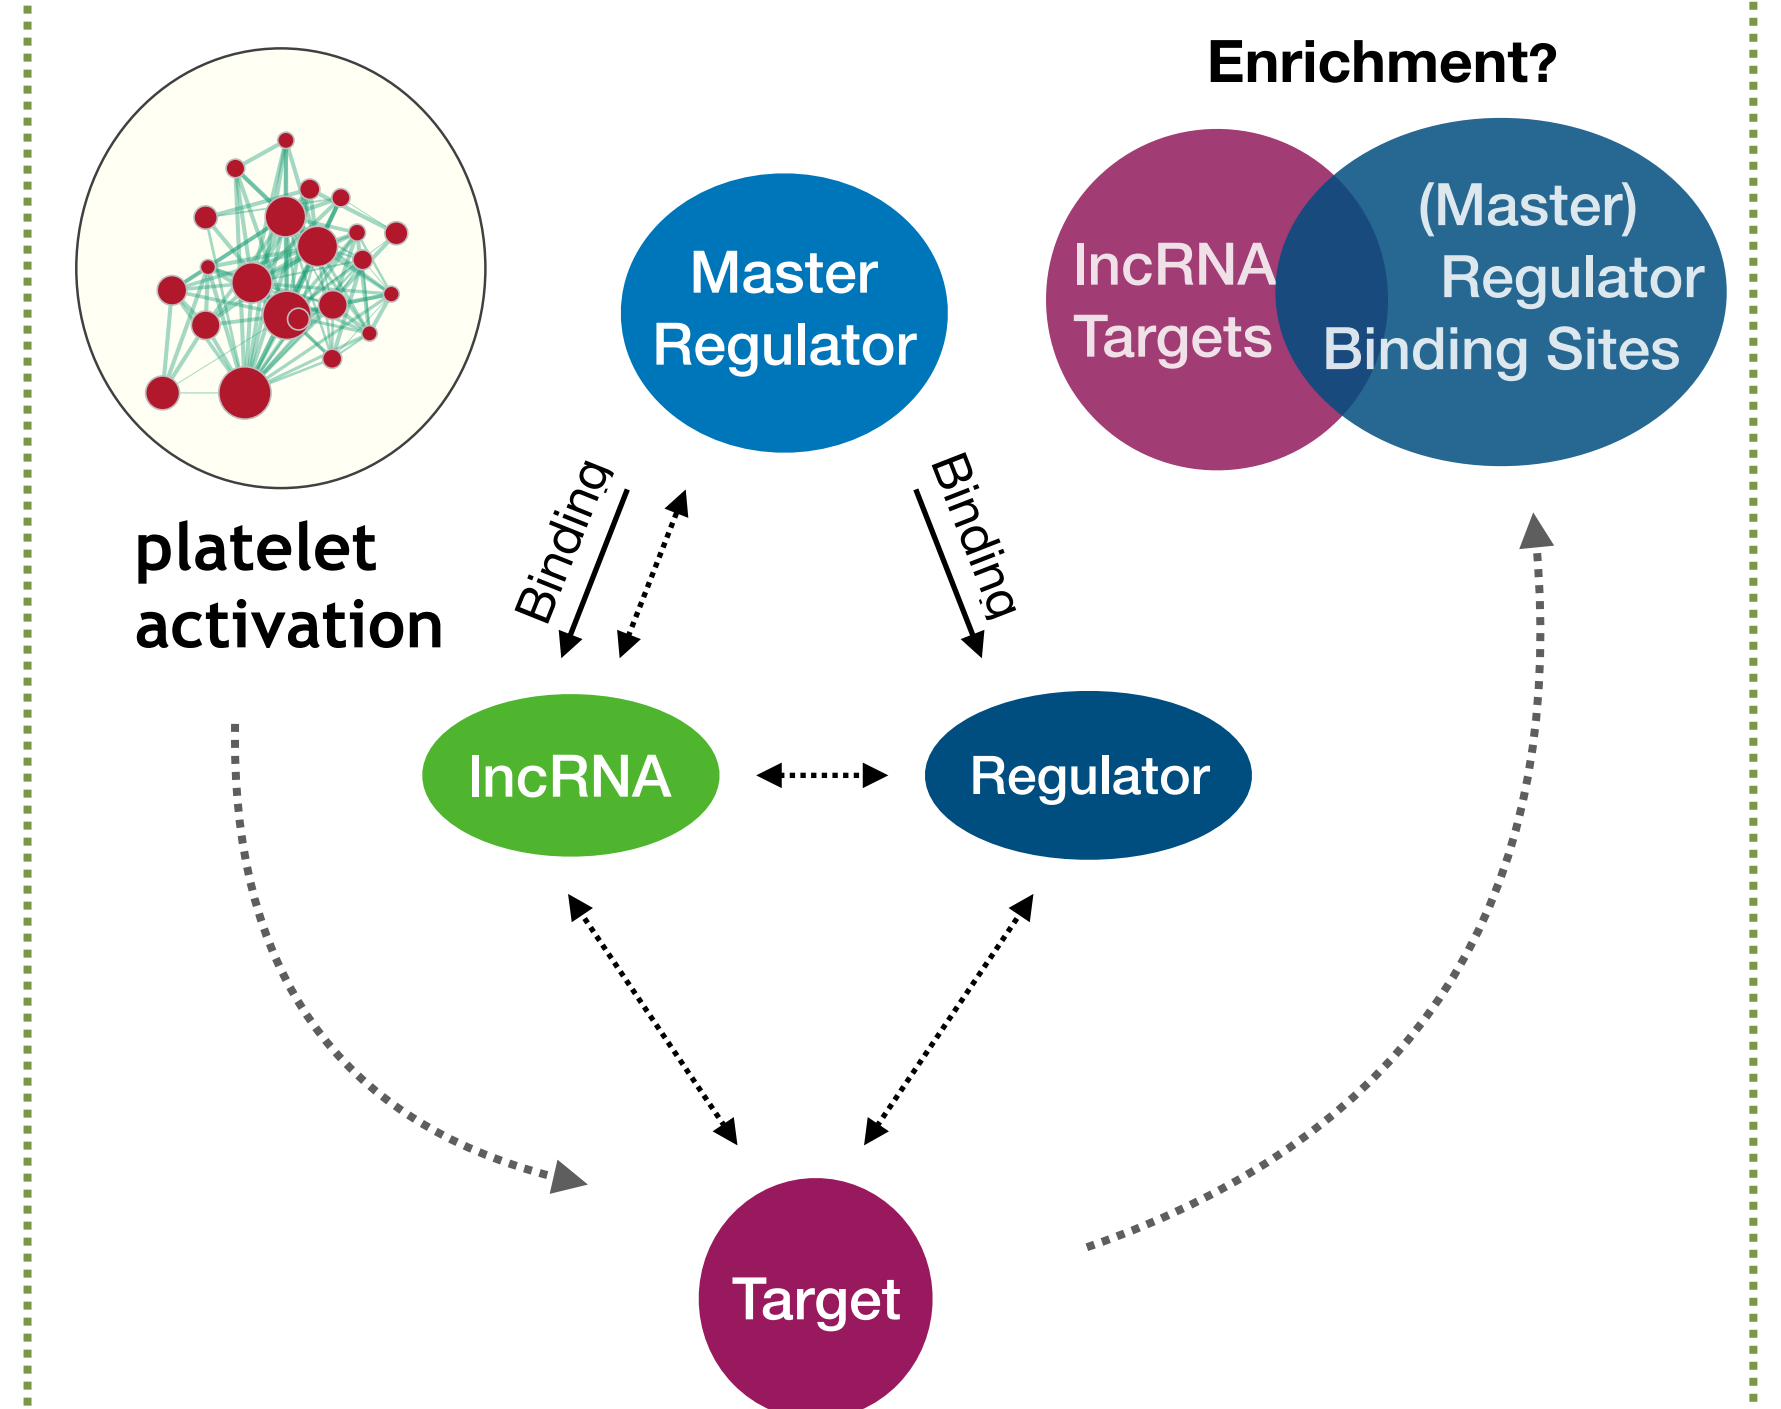 Enrichment?
Master
Regulator
lncRNA
Targets
(Master)
Regulator
Binding Sites
platelet
activation
Binding
Binding
lncRNA
Regulator
Target